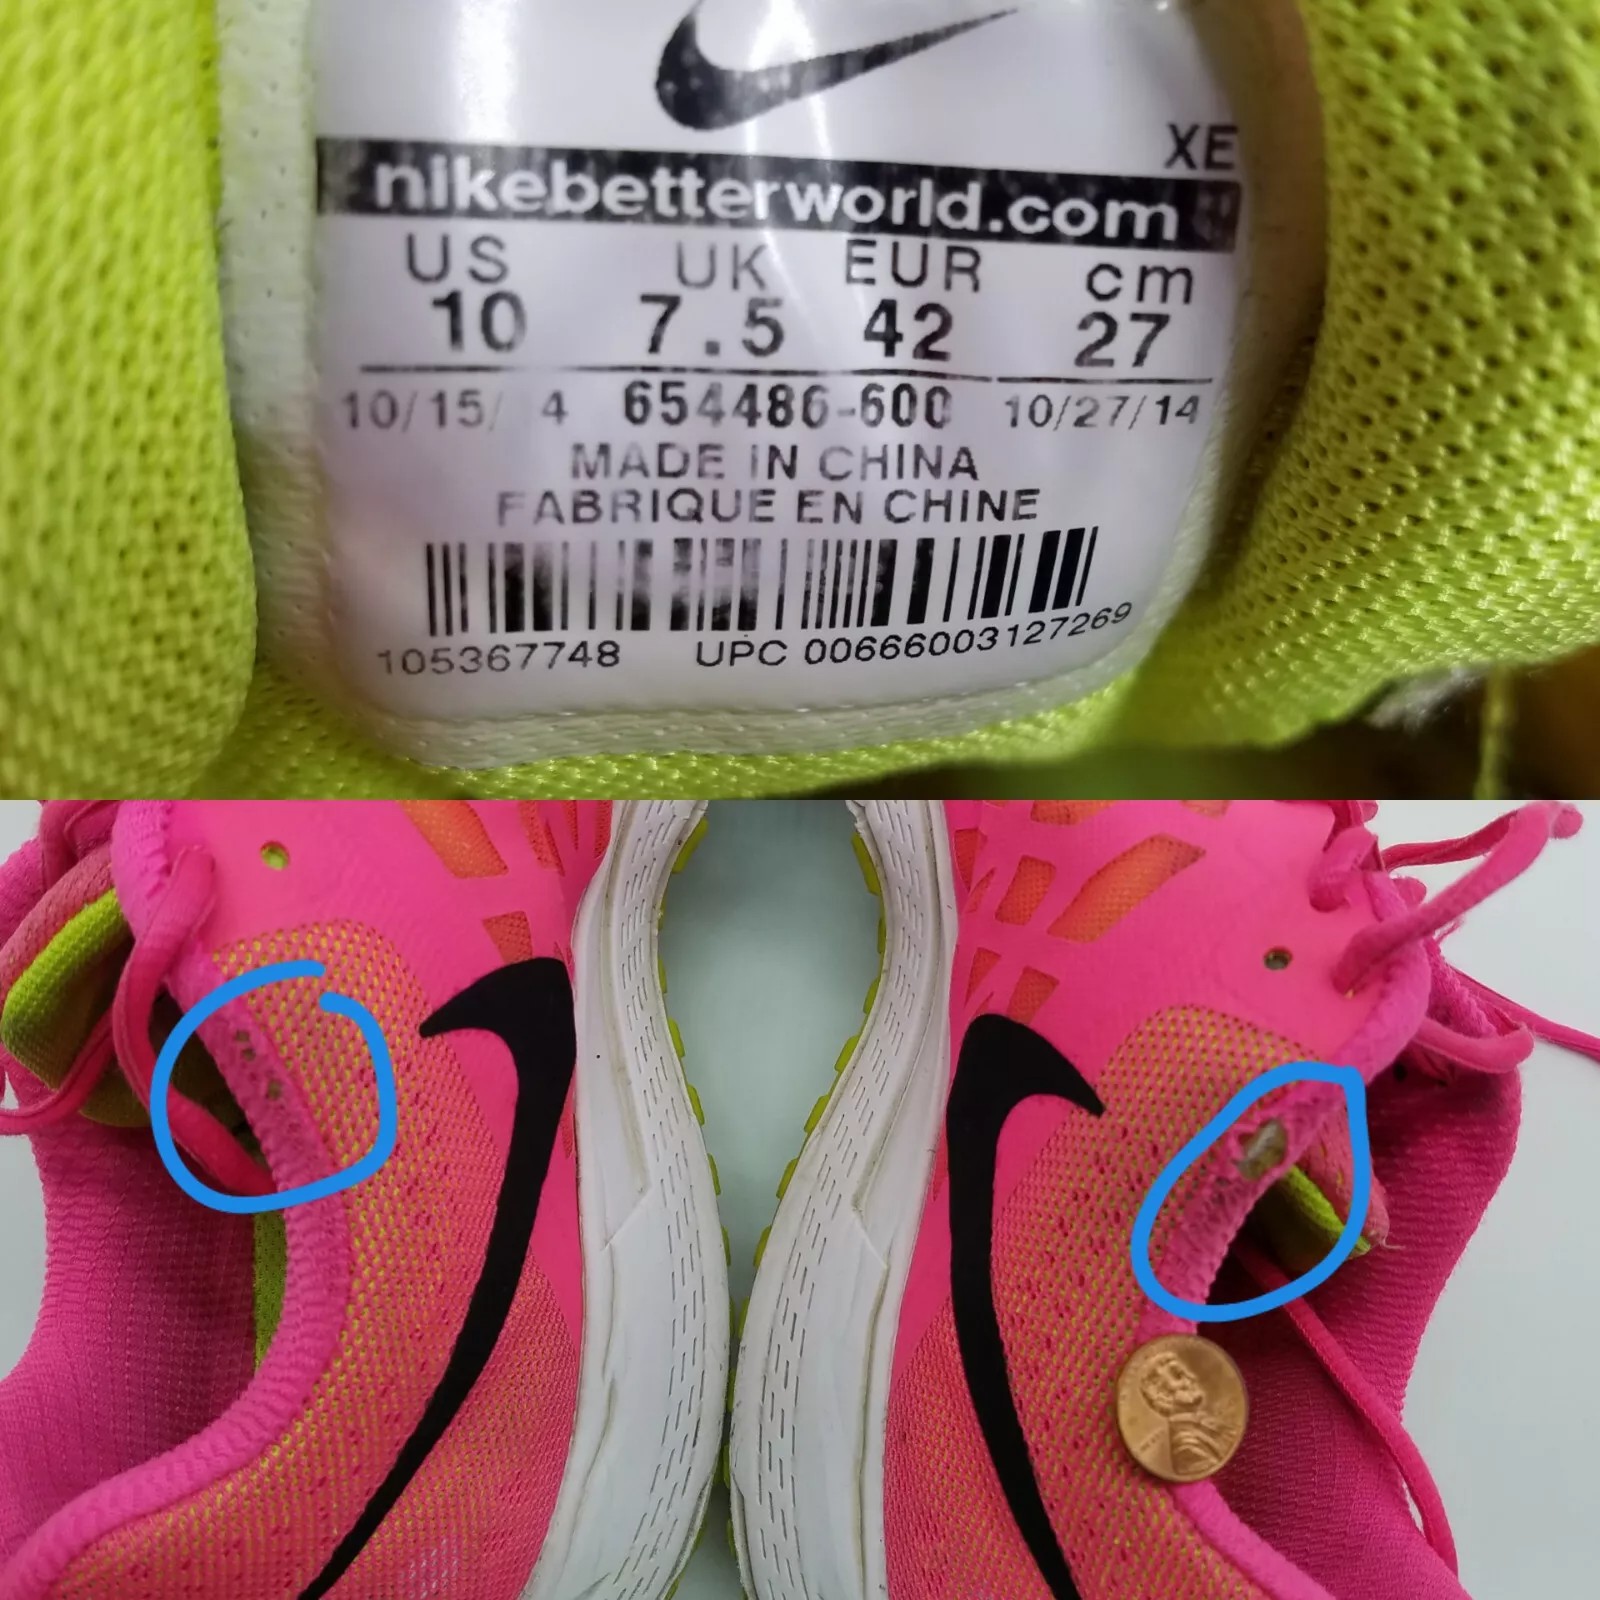 XE
nikebetterworld.com
US UK EUR cm
10 7.5 42 27
10/15/ 4 654486-600 10/27/14
MADE IN CHINA
FABRIQUE EN CHINE
105367748 UPC 00666003127269